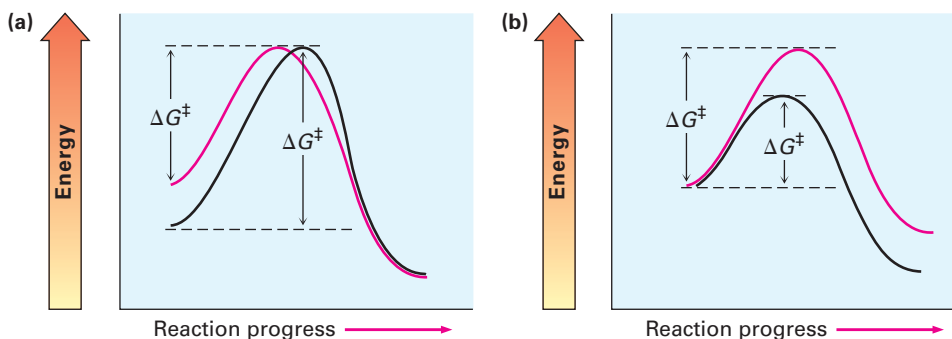 (a)
Energy
ΔG‡
ΔG‡
Reaction progress
(b)
Energy
ΔG‡
ΔG‡
Reaction progress